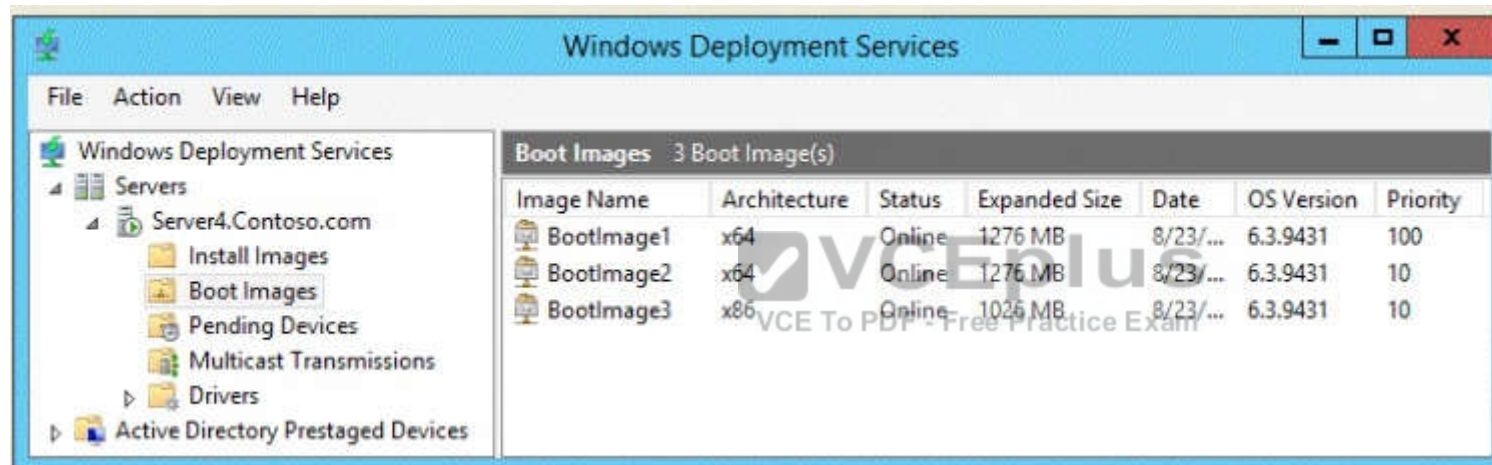 Windows Deployment Services
File Action View Help
Windows Deployment Services
Servers
Server4.Contoso.com
Install Images
Boot Images
Pending Devices
Multicast Transmissions
Drivers
Active Directory Prestaged Devices
Boot Images 3 Boot Image(s)
Image Name Architecture Status Expanded Size Date OS Version Priority
BootImage1 x64 Online 1276 MB 8/23/... 6.3.9431 100
BootImage2 x64 Online 1276 MB 8/23/... 6.3.9431 10
BootImage3 x86 Online 1026 MB 8/23/... 6.3.9431 10
VCEplus
VCE To PDF - Free Practice Exam